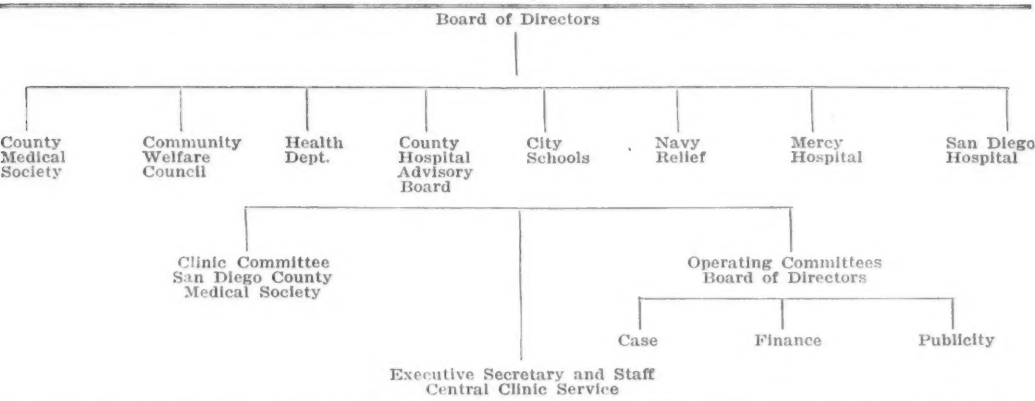 Board of Directors
County
Medical
Society
Community
Welfare
Council
Health
Dept.
County
Hospital
Advisory
Board
City
Schools
Navy
Relief
Mercy
Hospital
San Diego
Hospital
Clinic Committee
San Diego County
Medical Society
Operating Committees
Board of Directors
Case
Finance
Publicity
Executive Secretary and Staff
Central Clinic Service